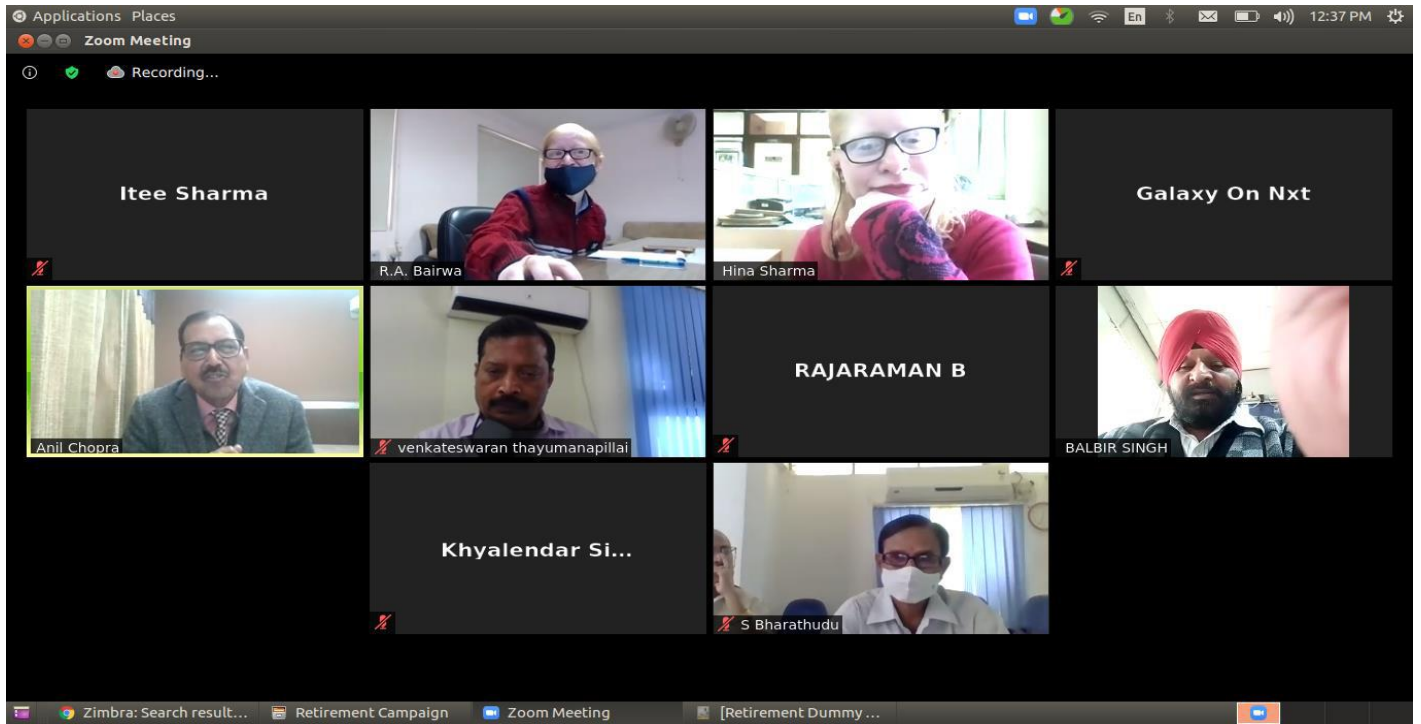 Applications Places
En
12:37 PM
Zoom Meeting
Recording...
Itee Sharma
R.A. Bairwa
Hina Sharma
Galaxy On Nxt
Anil Chopra
venkateswaran thayumanapillai
RAJARAMAN B
BALBIR SINGH
Khyalendar Si...
S Bharathudu
Zimbra: Search result...
Retirement Campaign
Zoom Meeting
[Retirement Dummy ...